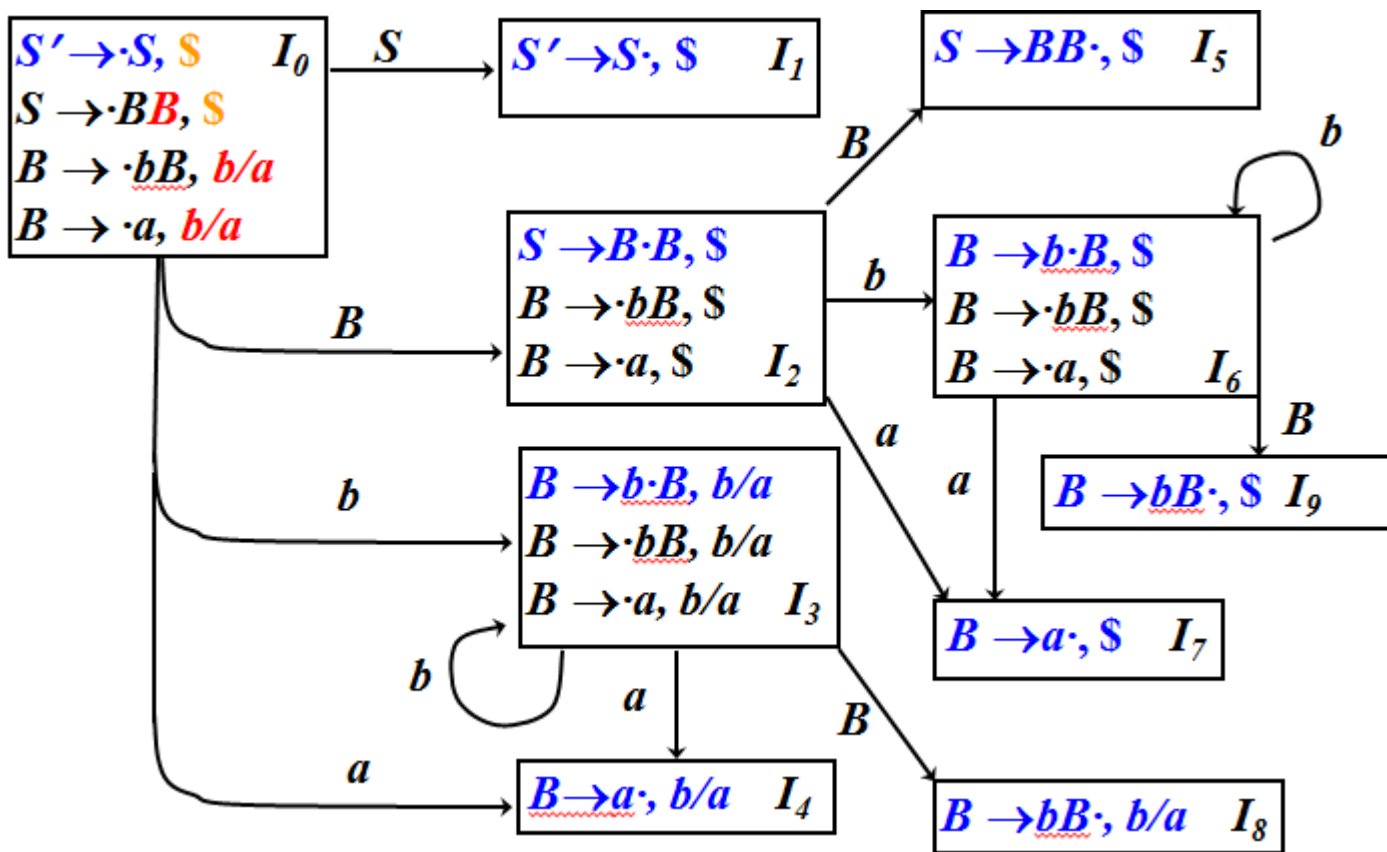 S′→·S, $ I0
S →·BB, $
B → ·bB, b/a
B → ·a, b/a
S
S′→S·, $ I1
S →BB·, $ I5
B
b
B
S →B·B, $
B →·bB, $
B →·a, $ I2
b
B →b·B, $
B →·bB, $
B →·a, $ I6
a
a
B
B →bB·, $ I9
b
B →b·B, b/a
B →·bB, b/a
B →·a, b/a I3
B →a·, $ I7
b
a
B
a
B→a·, b/a I4
B →bB·, b/a I8